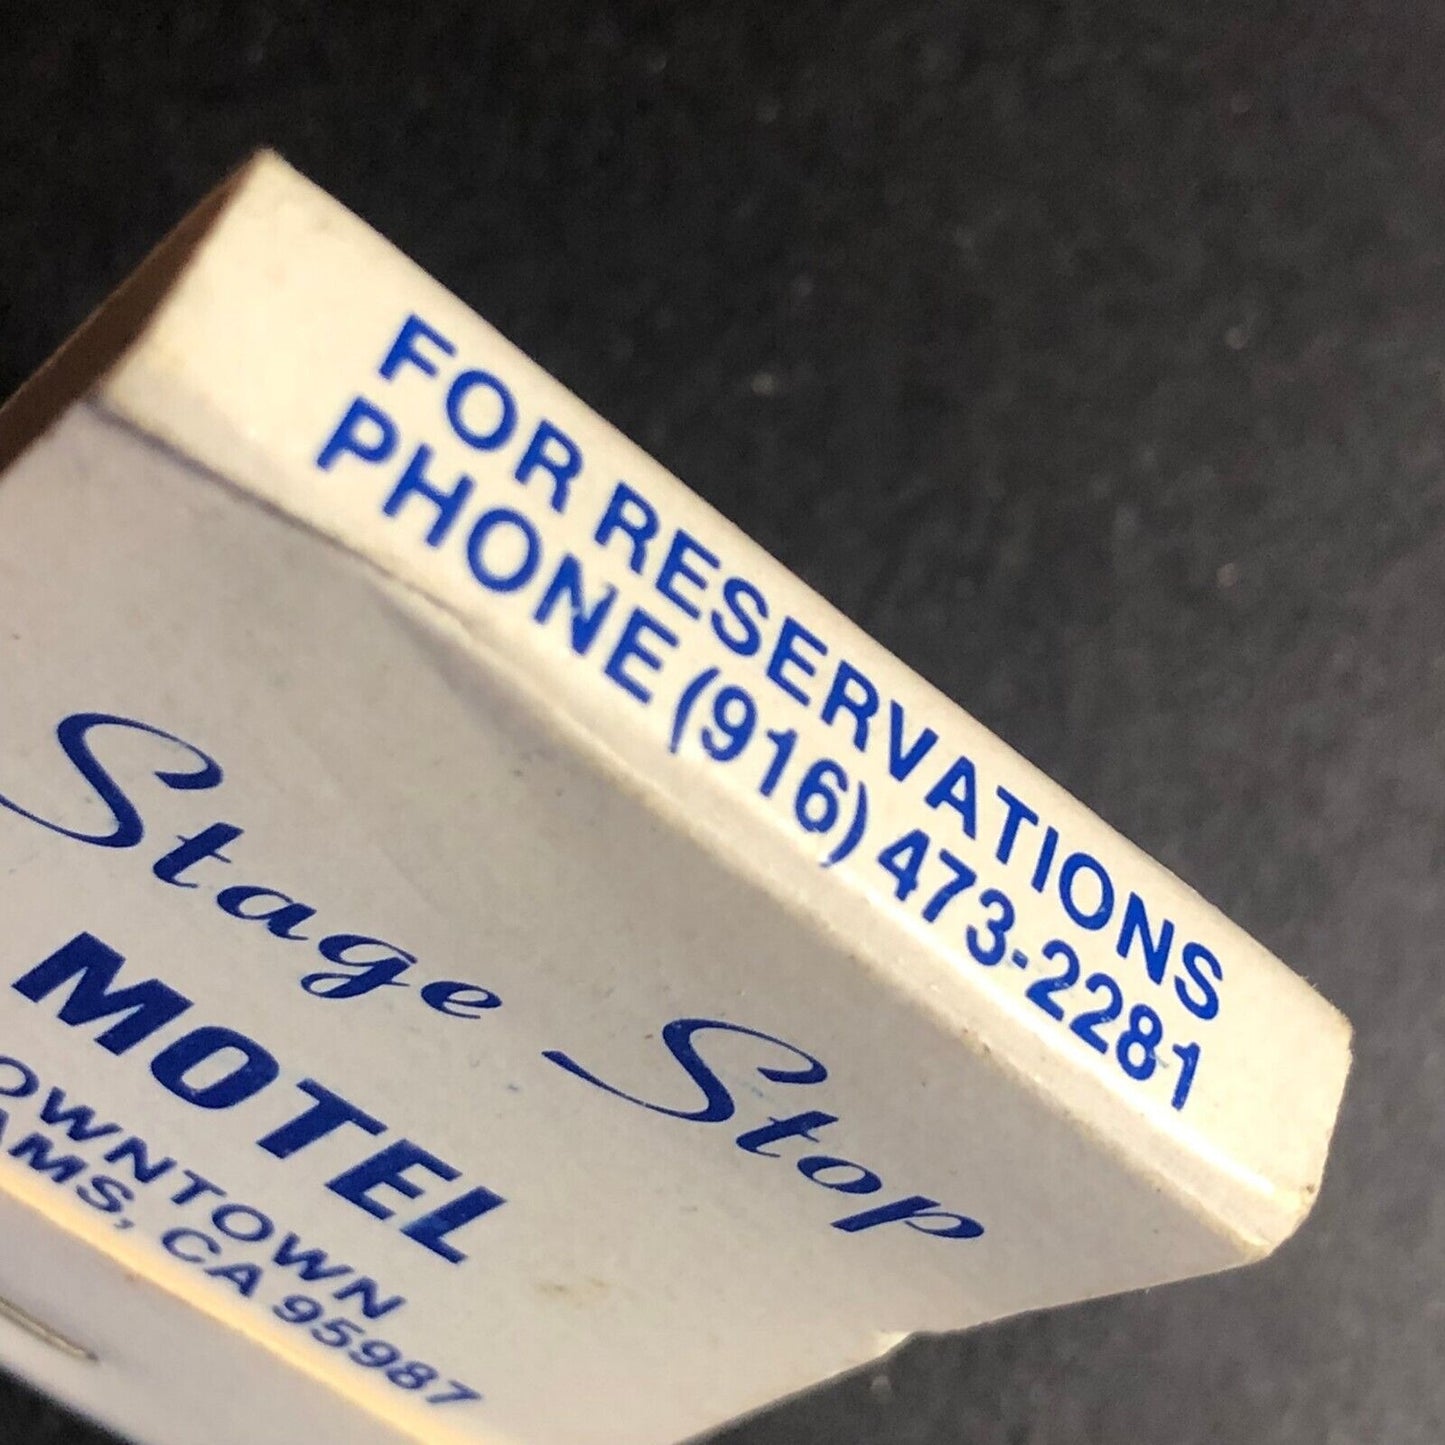 FOR RESERVATIONS
PHONE (916) 473-2281
Stage Stop
MOTEL
OWNTOWN
AMS, CA 95987